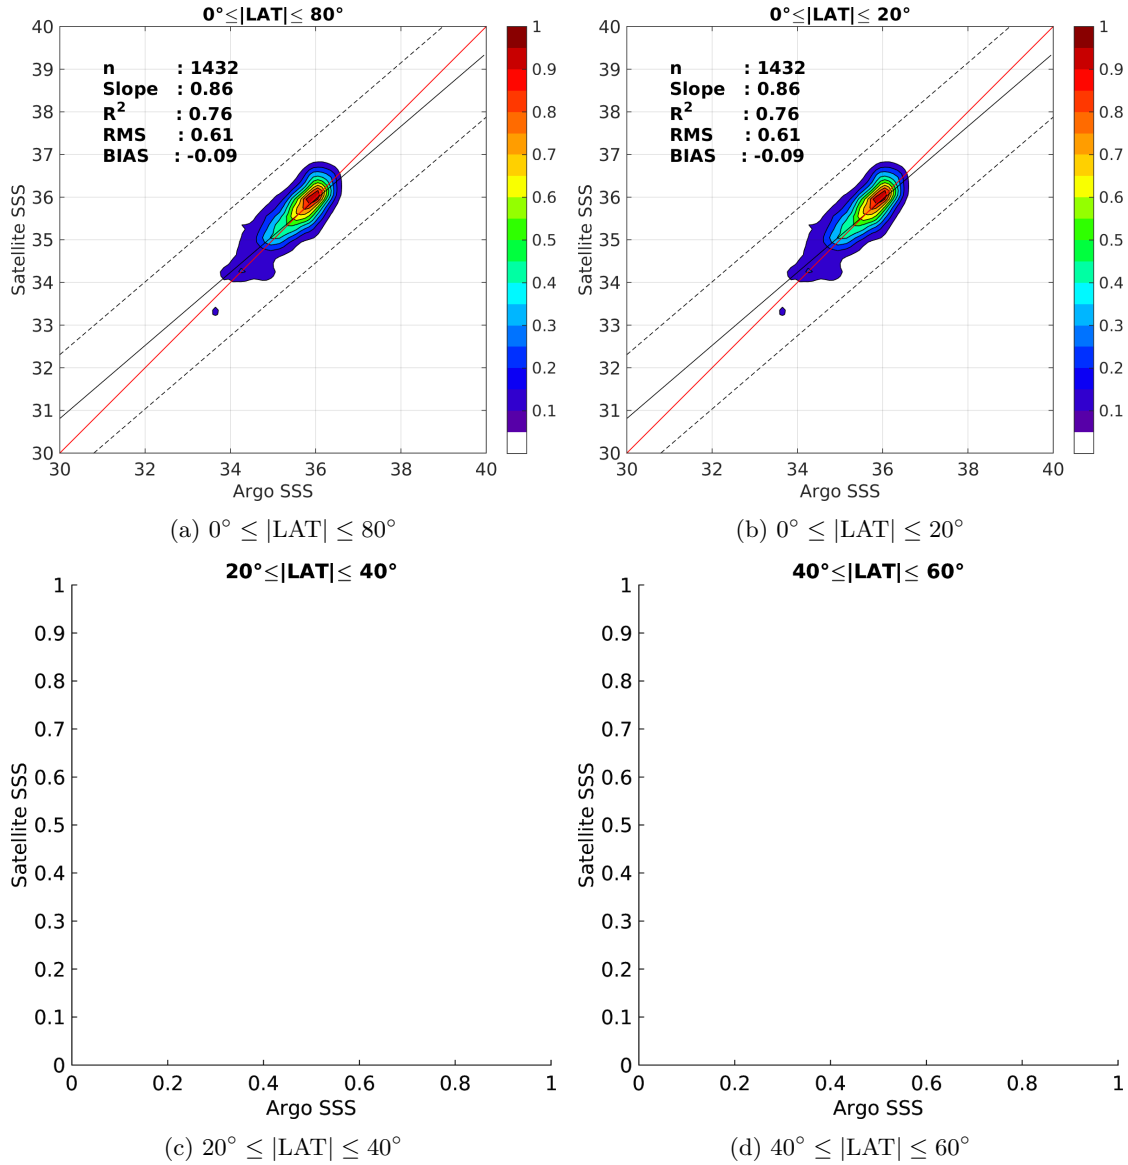 0°≤|LAT|≤ 80°
n : 1432
Slope : 0.86
R² : 0.76
RMS : 0.61
BIAS : -0.09
40
39
38
37
36
35
34
33
32
31
30
30 32 34 36 38 40
Satellite SSS
Argo SSS
1
0.9
0.8
0.7
0.6
0.5
0.4
0.3
0.2
0.1
(a) 0° ≤ |LAT| ≤ 80°
0°≤|LAT|≤ 20°
n : 1432
Slope : 0.86
R² : 0.76
RMS : 0.61
BIAS : -0.09
40
39
38
37
36
35
34
33
32
31
30
30 32 34 36 38 40
Satellite SSS
Argo SSS
1
0.9
0.8
0.7
0.6
0.5
0.4
0.3
0.2
0.1
(b) 0° ≤ |LAT| ≤ 20°
20°≤|LAT|≤ 40°
1
0.9
0.8
0.7
0.6
0.5
0.4
0.3
0.2
0.1
0
0 0.2 0.4 0.6 0.8 1
Satellite SSS
Argo SSS
(c) 20° ≤ |LAT| ≤ 40°
40°≤|LAT|≤ 60°
1
0.9
0.8
0.7
0.6
0.5
0.4
0.3
0.2
0.1
0
0 0.2 0.4 0.6 0.8 1
Satellite SSS
Argo SSS
(d) 40° ≤ |LAT| ≤ 60°